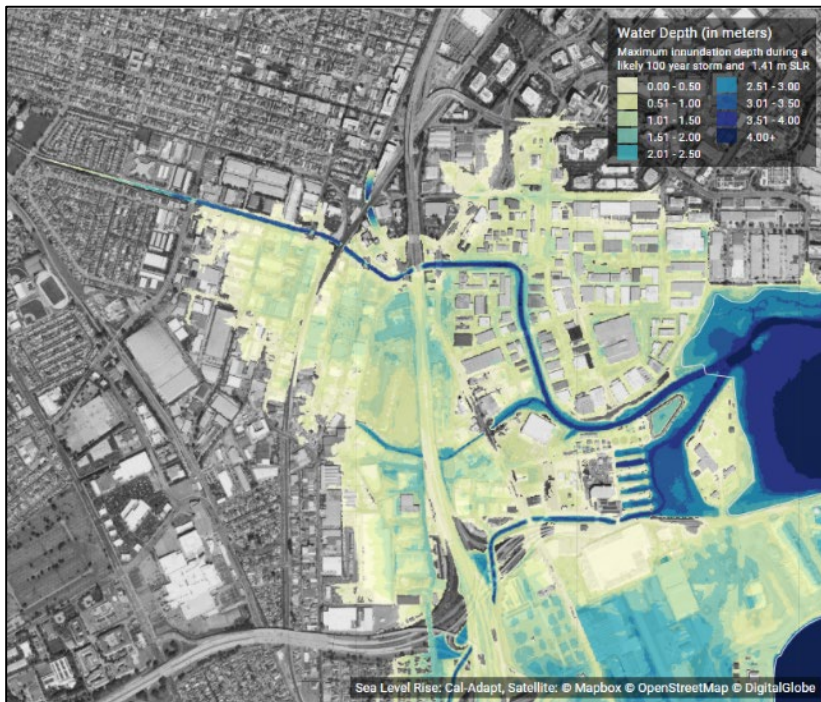 Water Depth (in meters)
Maximum innundation depth during a
likely 100 year storm and 1.41 m SLR
0.00 - 0.50
0.51 - 1.00
1.01 - 1.50
1.51 - 2.00
2.01 - 2.50
2.51 - 3.00
3.01 - 3.50
3.51 - 4.00
4.00+
Sea Level Rise: Cal-Adapt, Satellite: © Mapbox © OpenStreetMap © DigitalGlobe